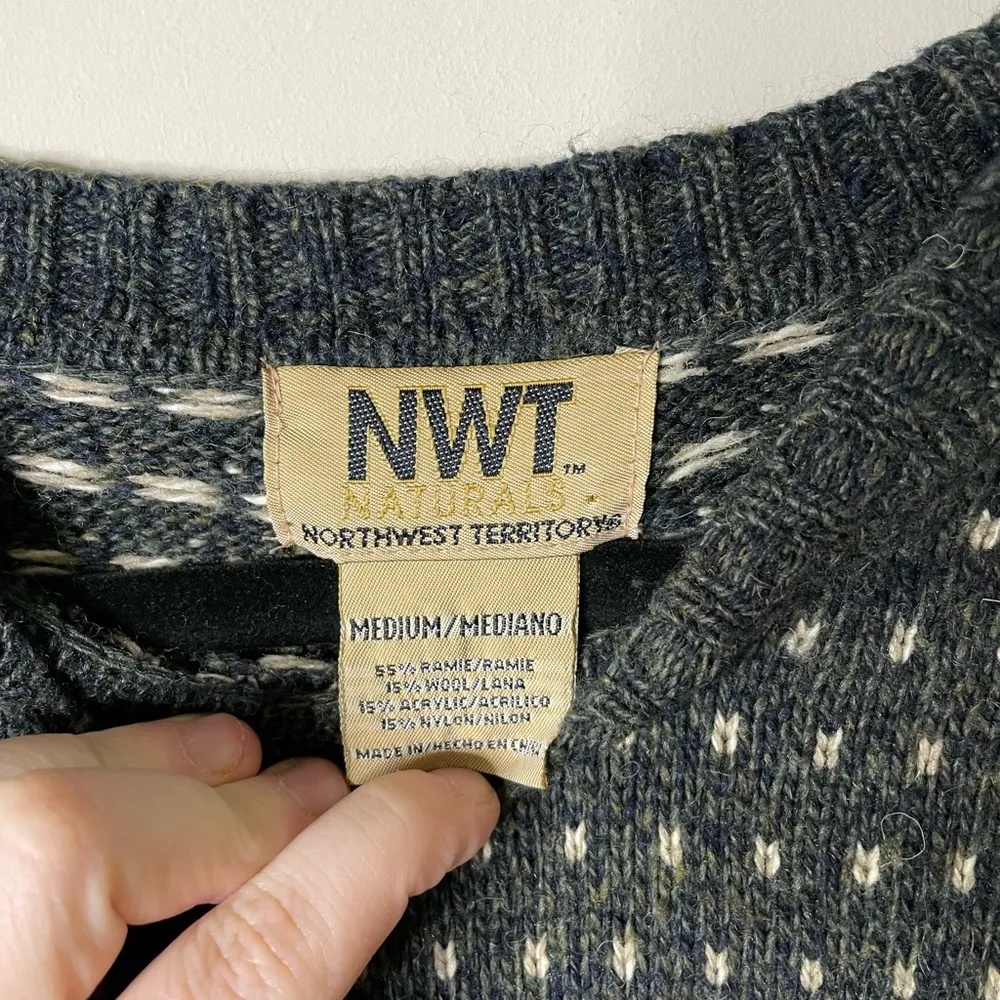 NWT™
NATURALS -
NORTHWEST TERRITORY®
MEDIUM/MEDIANO
55% RAMIE/RAMIE
15% WOOL/LANA
15% ACRYLIC/ACRILICO
15% NYLON/NILON
MADE IN/HECHO EN CHINA